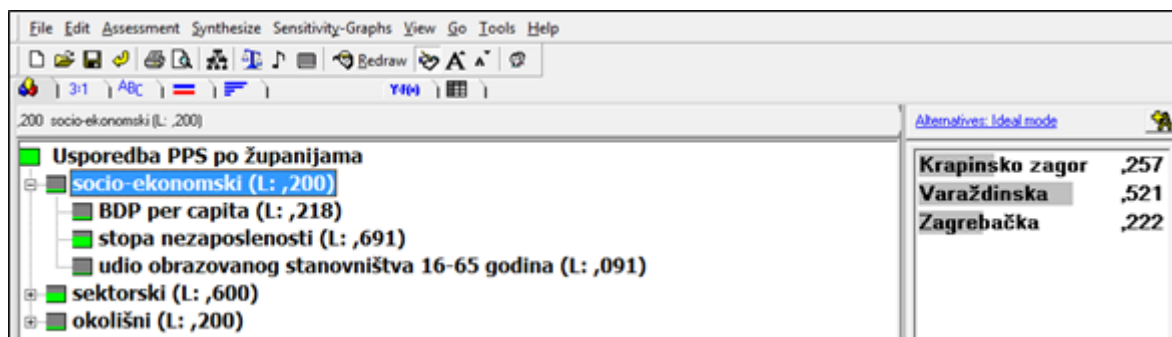 File Edit Assessment Synthesize Sensitivity-Graphs View Go Tools Help
Redraw A A
3:1 ABC Y-f(x)
,200 socio-ekonomski (L: ,200)
Alternatives: Ideal mode
Usporedba PPS po županijama
socio-ekonomski (L: ,200)
BDP per capita (L: ,218)
stopa nezaposlenosti (L: ,691)
udio obrazovanog stanovništva 16-65 godina (L: ,091)
sektorski (L: ,600)
okolišni (L: ,200)
Krapinsko zagor ,257
Varaždinska ,521
Zagrebačka ,222